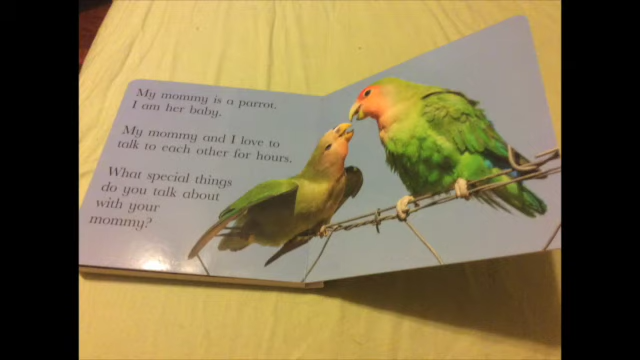 My mommy is a parrot.
I am her baby.
My mommy and I love to
talk to each other for hours.
What special things
do you talk about
with your
mommy?